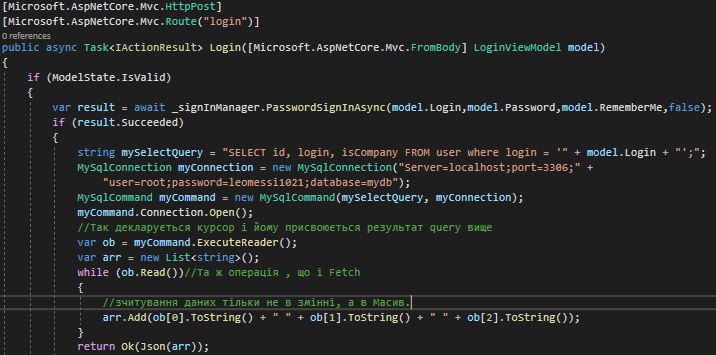 [Microsoft.AspNetCore.Mvc.HttpPost]
[Microsoft.AspNetCore.Mvc.Route("login")]
0 references
public async Task<IActionResult> Login([Microsoft.AspNetCore.Mvc.FromBody] LoginViewModel model)
{
if (ModelState.IsValid)
{
var result = await _signInManager.PasswordSignInAsync(model.Login,model.Password,model.RememberMe,false);
if (result.Succeeded)
{
string mySelectQuery = "SELECT id, login, isCompany FROM user where login = '" + model.Login + "';";
MySqlConnection myConnection = new MySqlConnection("Server=localhost;port=3306;" +
"user=root;password=leomessi1021;database=mydb");
MySqlCommand myCommand = new MySqlCommand(mySelectQuery, myConnection);
myCommand.Connection.Open();
//Так декларується курсор і йому присвоюється результат query вище
var ob = myCommand.ExecuteReader();
var arr = new List<string>();
while (ob.Read())//Та ж операція , що і Fetch
{
//зчитування даних тільки не в змінні, а в Масив.
arr.Add(ob[0].ToString() + " " + ob[1].ToString() + " " + ob[2].ToString());
}
return Ok(Json(arr));